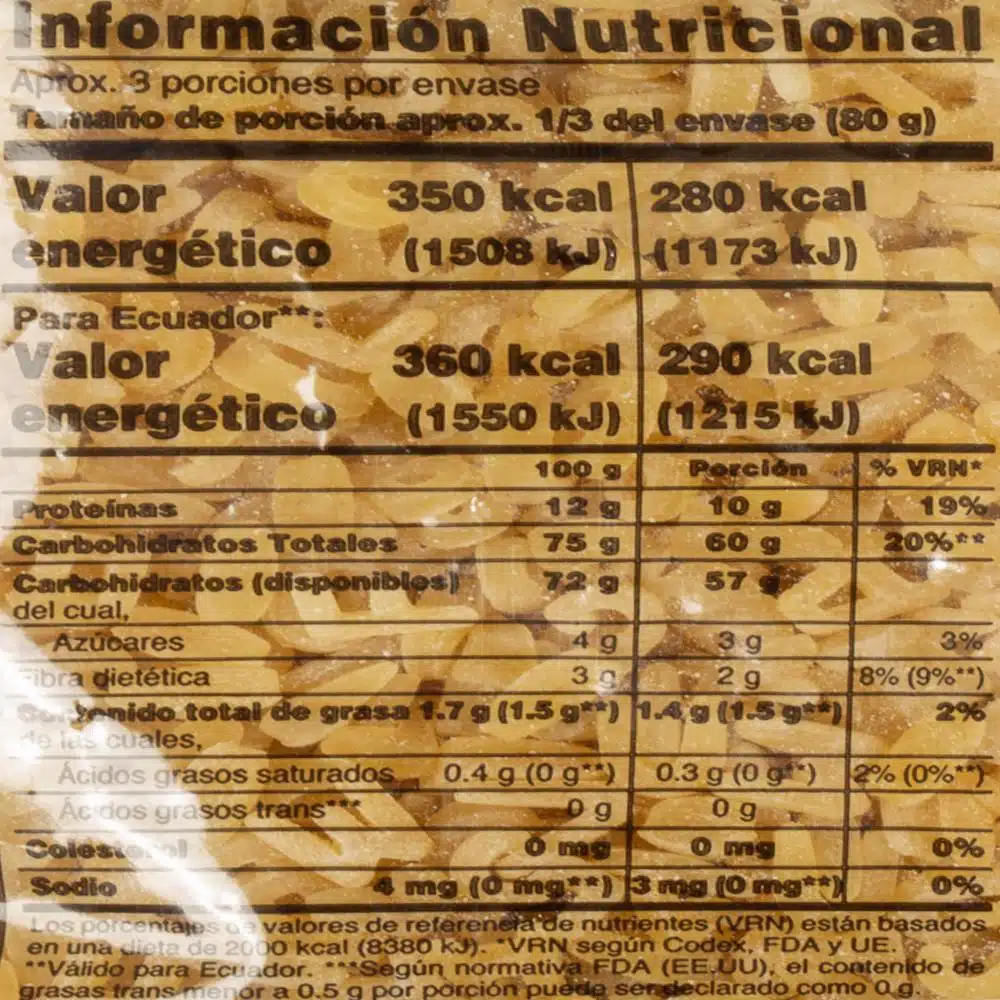 Información Nutricional
Aprox. 3 porciones por envase
Tamaño de porción aprox. 1/3 del envase (80 g)
Valor energético 350 kcal (1508 kJ) 280 kcal (1173 kJ)
Para Ecuador**:
Valor energético 360 kcal (1550 kJ) 290 kcal (1215 kJ)
100 g Porción % VRN*
Proteínas 12 g 10 g 19%
Carbohidratos Totales 75 g 60 g 20%**
Carbohidratos (disponibles) 72 g 57 g
del cual,
Azúcares 4 g 3 g 3%
Fibra dietética 3 g 2 g 8% (9%**)
Contenido total de grasa 1.7 g (1.5 g**) 1.4 g (1.5 g**) 2%
de las cuales,
Ácidos grasos saturados 0.4 g (0 g**) 0.3 g (0 g**) 2% (0%**)
Ácidos grasos trans*** 0 g 0 g
Colesterol 0 mg 0 mg 0%
Sodio 4 mg (0 mg**) 3 mg (0 mg**) 0%
Los porcentajes de valores de referencia de nutrientes (VRN) están basados
en una dieta de 2000 kcal (8380 kJ). *VRN según Codex, FDA y UE.
**Válido para Ecuador. ***Según normativa FDA (EE.UU), el contenido de
grasas trans menor a 0.5 g por porción puede ser declarado como 0 g.